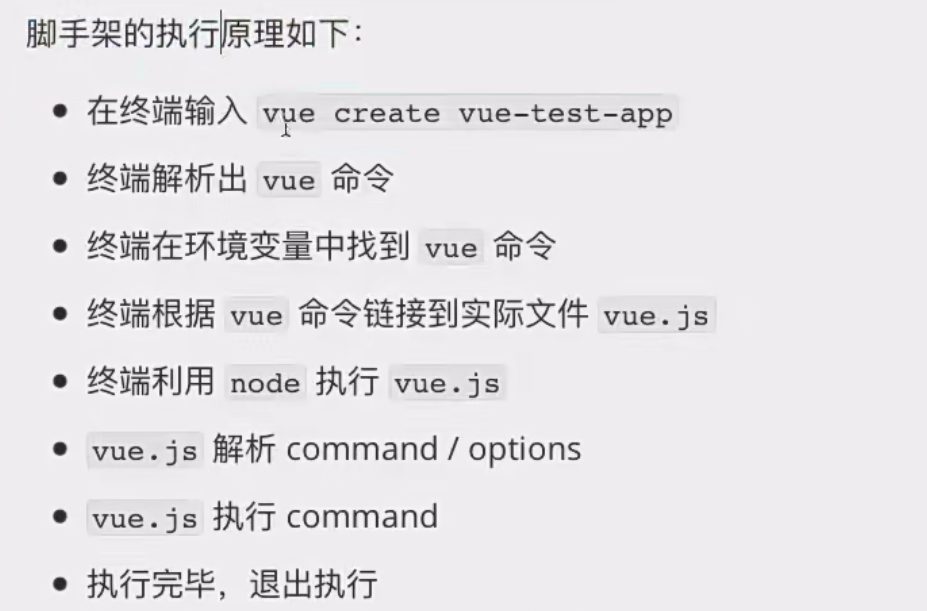 脚手架的执行原理如下：
在终端输入 vue create vue-test-app
终端解析出 vue 命令
终端在环境变量中找到 vue 命令
终端根据 vue 命令链接到实际文件 vue.js
终端利用 node 执行 vue.js
vue.js 解析 command / options
vue.js 执行 command
执行完毕，退出执行